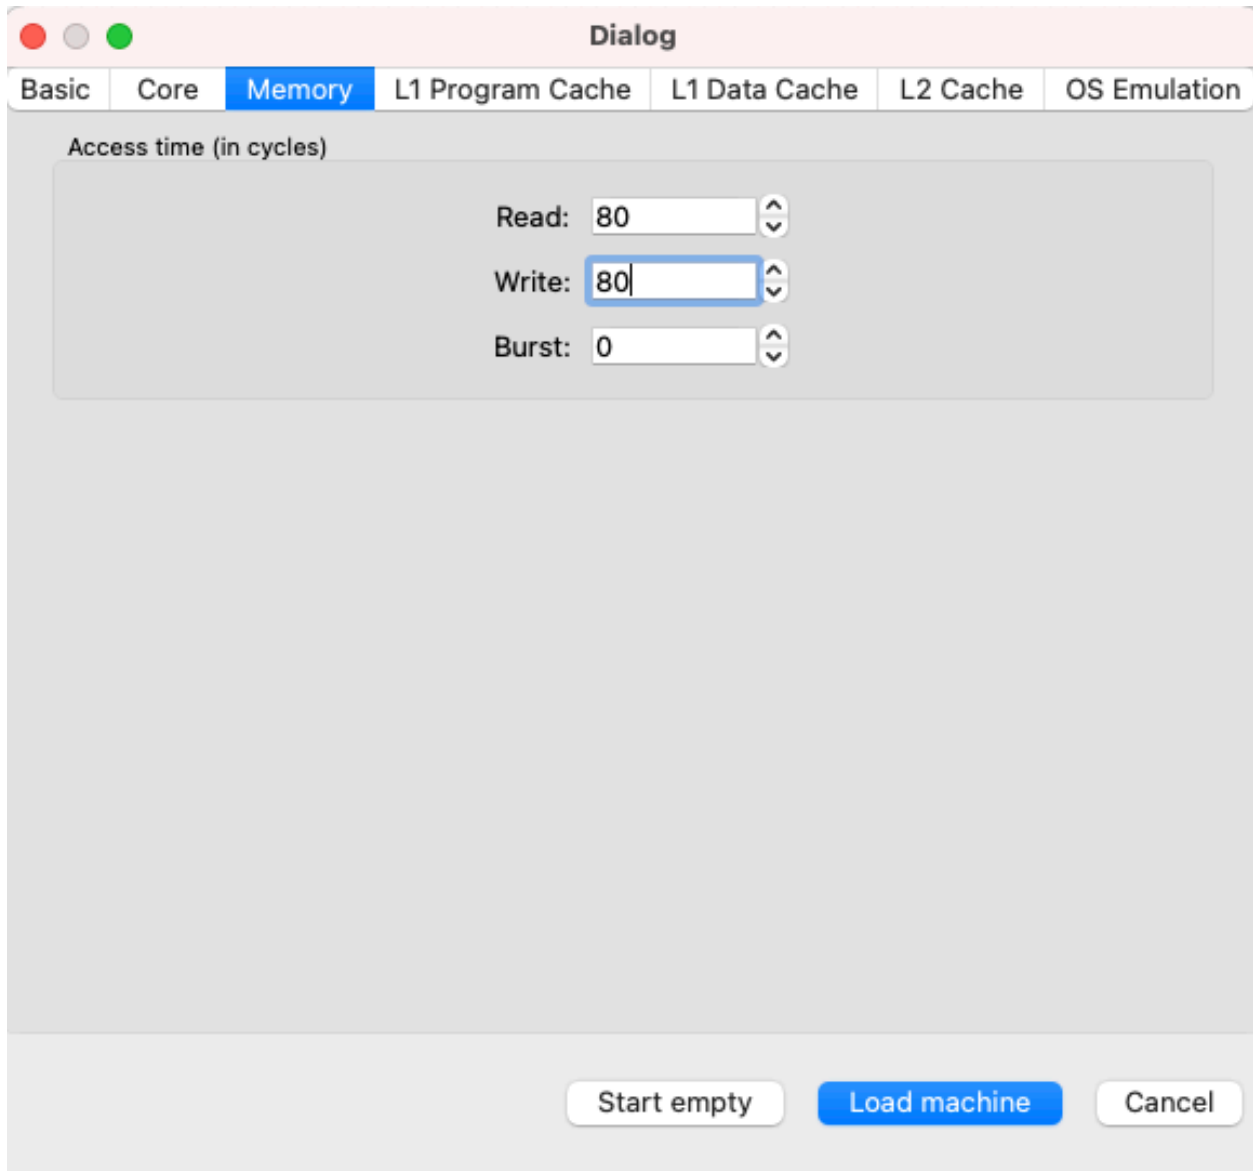 Dialog
Basic Core Memory L1 Program Cache L1 Data Cache L2 Cache OS Emulation
Access time (in cycles)
Read: 80
Write: 80
Burst: 0
Start empty Load machine Cancel